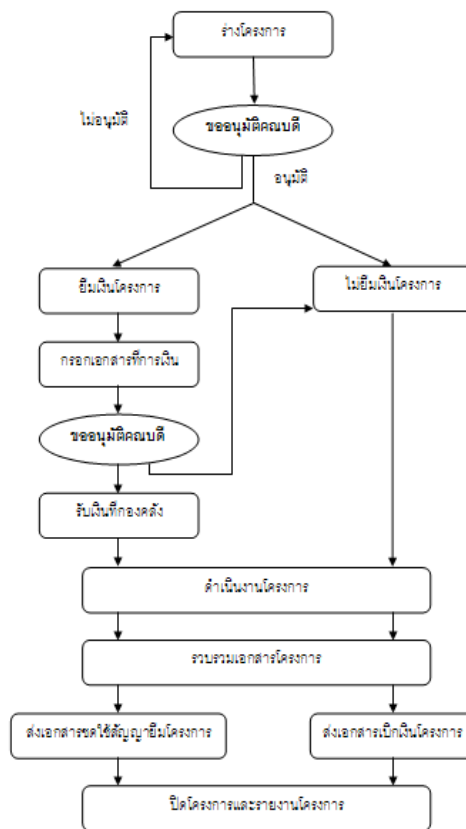 ร่างโครงการ
ไม่อนุมัติ
ขออนุมัติคณบดี
อนุมัติ
ยืมเงินโครงการ
ไม่ยืมเงินโครงการ
กรอกเอกสารที่การเงิน
ขออนุมัติคณบดี
รับเงินที่กองคลัง
ดำเนินงานโครงการ
รวบรวมเอกสารโครงการ
ส่งเอกสารชดใช้สัญญายืมโครงการ
ส่งเอกสารเบิกเงินโครงการ
ปิดโครงการและรายงานโครงการ